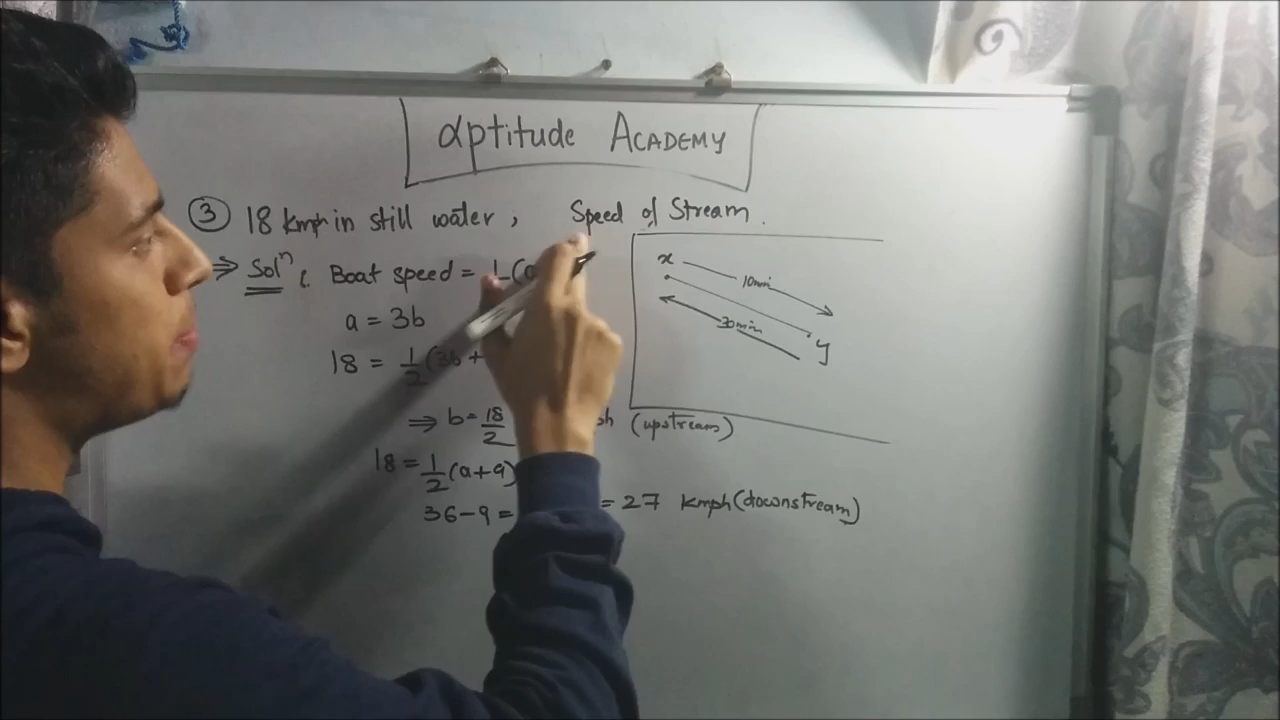 αptitude ACADEMY
③ 18 kmph in still water, Speed of Stream.
⇒ Solⁿ: Boat speed = 1 (a
a = 3b
18 = 1/2 (3b +
⇒ b = 18/2 (upstream)
18 = 1/2 (a+9)
36-9 = = 27 kmph (downstream)
x
10min
30min
y